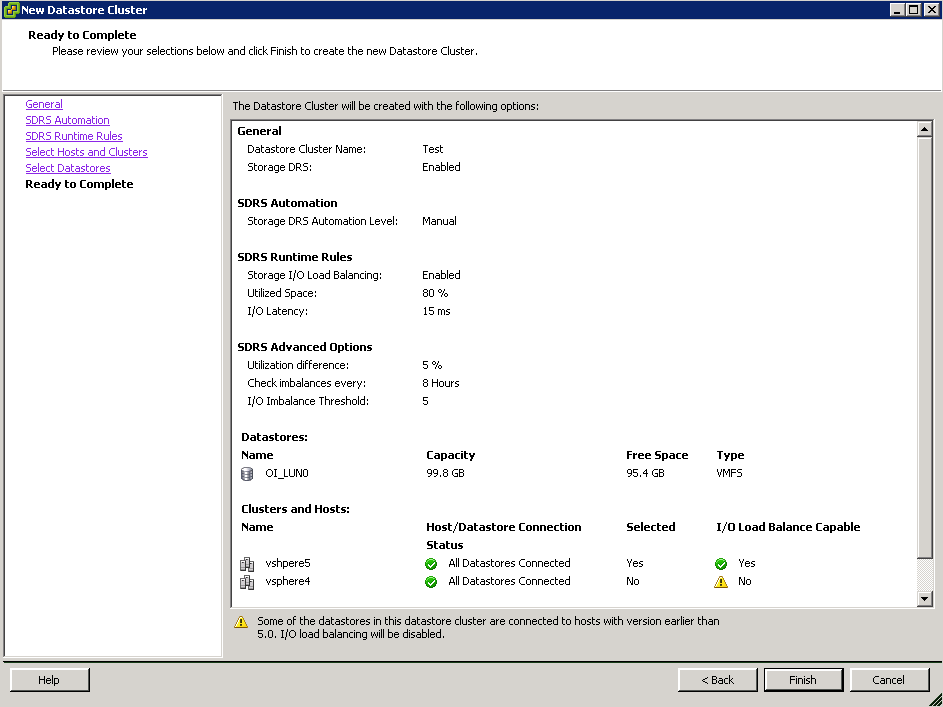 New Datastore Cluster
Ready to Complete
Please review your selections below and click Finish to create the new Datastore Cluster.
General
SDRS Automation
SDRS Runtime Rules
Select Hosts and Clusters
Select Datastores
Ready to Complete
The Datastore Cluster will be created with the following options:
General
Datastore Cluster Name: Test
Storage DRS: Enabled
SDRS Automation
Storage DRS Automation Level: Manual
SDRS Runtime Rules
Storage I/O Load Balancing: Enabled
Utilized Space: 80 %
I/O Latency: 15 ms
SDRS Advanced Options
Utilization difference: 5 %
Check imbalances every: 8 Hours
I/O Imbalance Threshold: 5
Datastores:
Name Capacity Free Space Type
OI_LUN0 99.8 GB 95.4 GB VMFS
Clusters and Hosts:
Name Host/Datastore Connection Selected I/O Load Balance Capable
Status
vshpere5 All Datastores Connected Yes Yes
vsphere4 All Datastores Connected No No
Some of the datastores in this datastore cluster are connected to hosts with version earlier than
5.0. I/O load balancing will be disabled.
Help < Back Finish Cancel